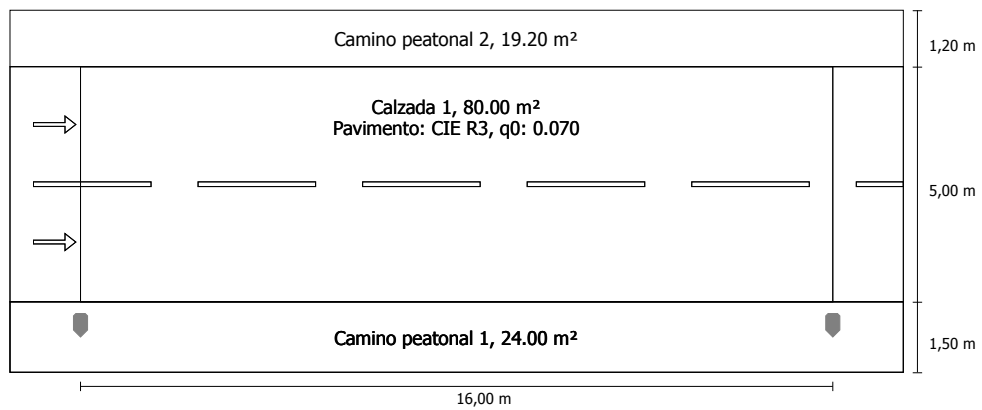 Camino peatonal 2, 19.20 m²
1,20 m
Calzada 1, 80.00 m²
Pavimento: CIE R3, q0: 0.070
5,00 m
Camino peatonal 1, 24.00 m²
1,50 m
16,00 m